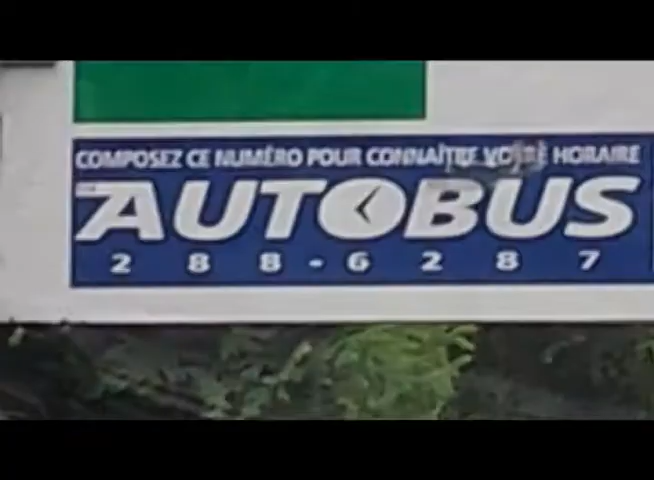 COMPOSEZ CE NUMÉRO POUR CONNAÎTRE VOTRE HORAIRE
AUTOBUS
288-6287